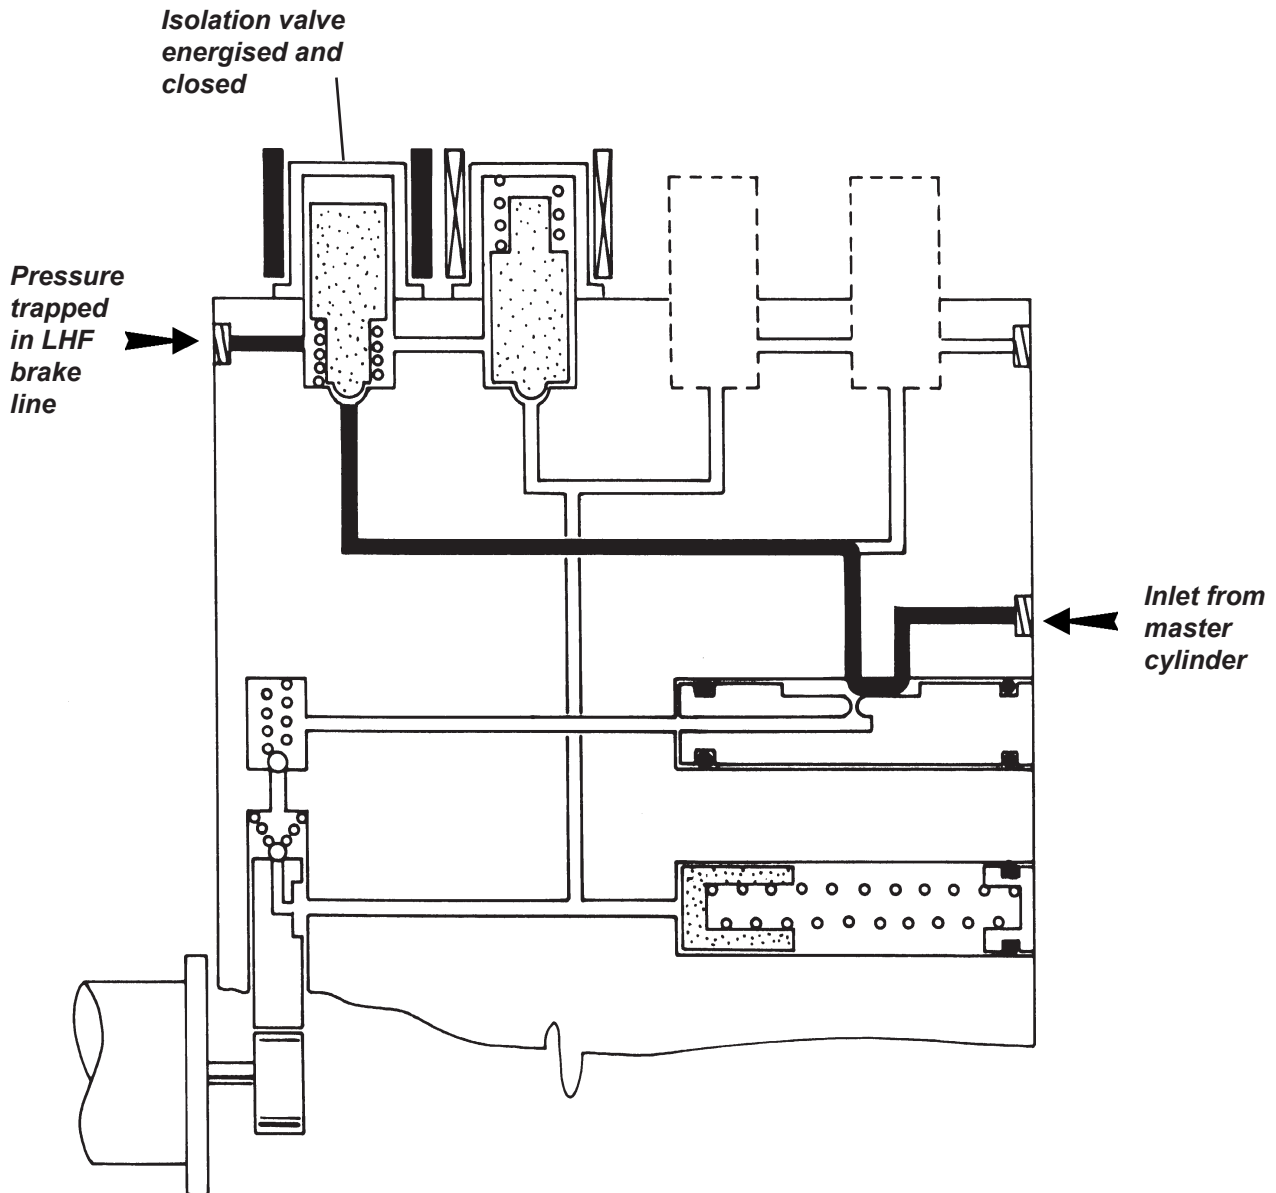 Isolation valve
energised and
closed
Pressure
trapped
in LHF
brake
line
Inlet from
master
cylinder